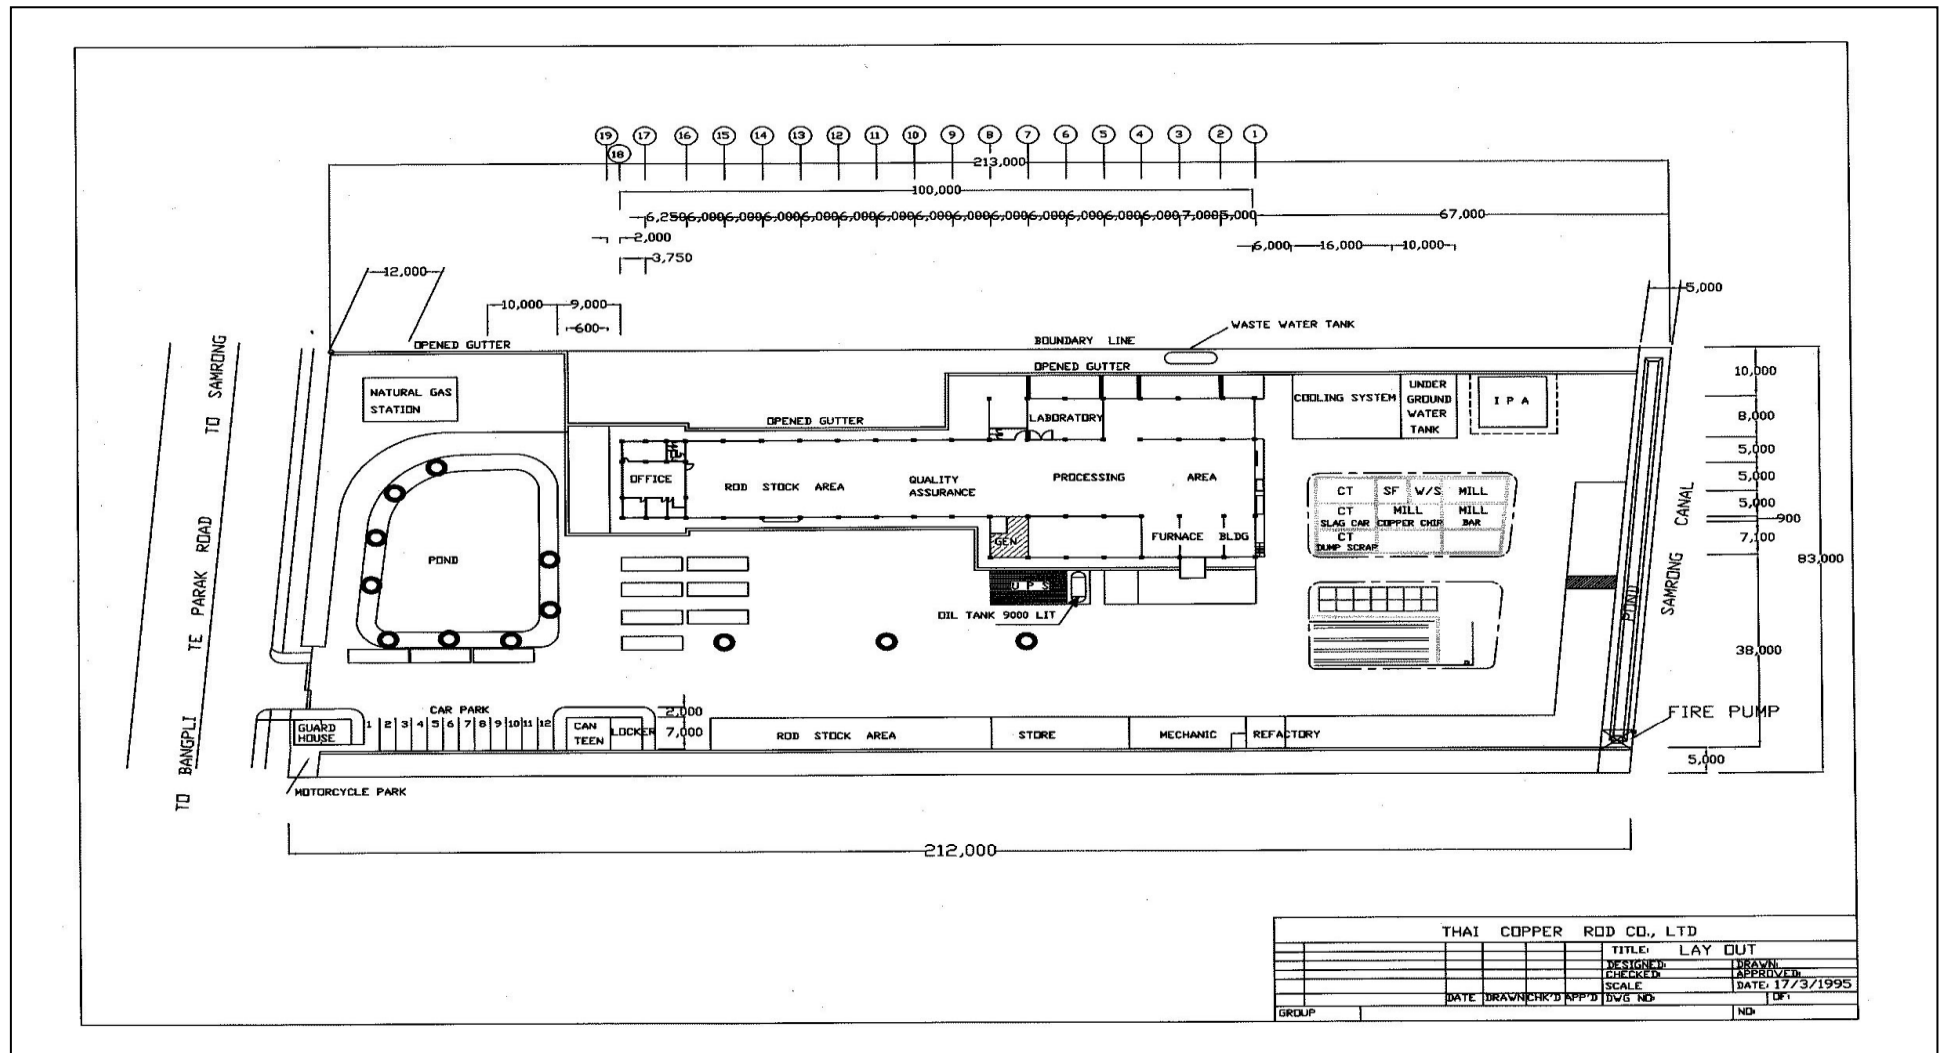 19 17 16 15 14 13 12 11 10 9 8 7 6 5 4 3 2 1
18
213,000
100,000
6,250 6,000 6,000 6,000 6,000 6,000 6,000 6,000 6,000 6,000 6,000 6,000 6,000 6,000 7,000 5,000 67,000
2,000
6,000 16,000 10,000
3,750
12,000
5,000
10,000 9,000
600
WASTE WATER TANK
OPENED GUTTER
BOUNDARY LINE
OPENED GUTTER
10,000
NATURAL GAS
STATION
COOLING SYSTEM
UNDER
GROUND
WATER
TANK
I P A
OPENED GUTTER
LABORATORY
8,000
5,000
5,000
5,000
900
7,100
83,000
38,000
5,000
OFFICE
ROD STOCK AREA
QUALITY
ASSURANCE
PROCESSING AREA
CT SF W/S MILL
CT MILL MILL
SLAG CAR COPPER CHIP BAR
CT
DUMP SCRAP
GEN
FURNACE BLDG
POND
U P S
OIL TANK 9000 LIT
POND
SAMRONG CANAL
TO BANGPLI TE PARAK ROAD TO SAMRONG
CAR PARK
GUARD
HOUSE
1 2 3 4 5 6 7 8 9 10 11 12
CAN
TEEN
LOCKER
2,000
7,000
ROD STOCK AREA
STORE
MECHANIC
REFACTORY
FIRE PUMP
MOTORCYCLE PARK
212,000
THAI COPPER ROD CO., LTD
TITLE: LAY OUT
DESIGNED: DRAWN:
CHECKED: APPROVED:
SCALE DATE: 17/3/1995
DATE DRAWN CHK'D APP'D DWG NO: OF:
GROUP NO: